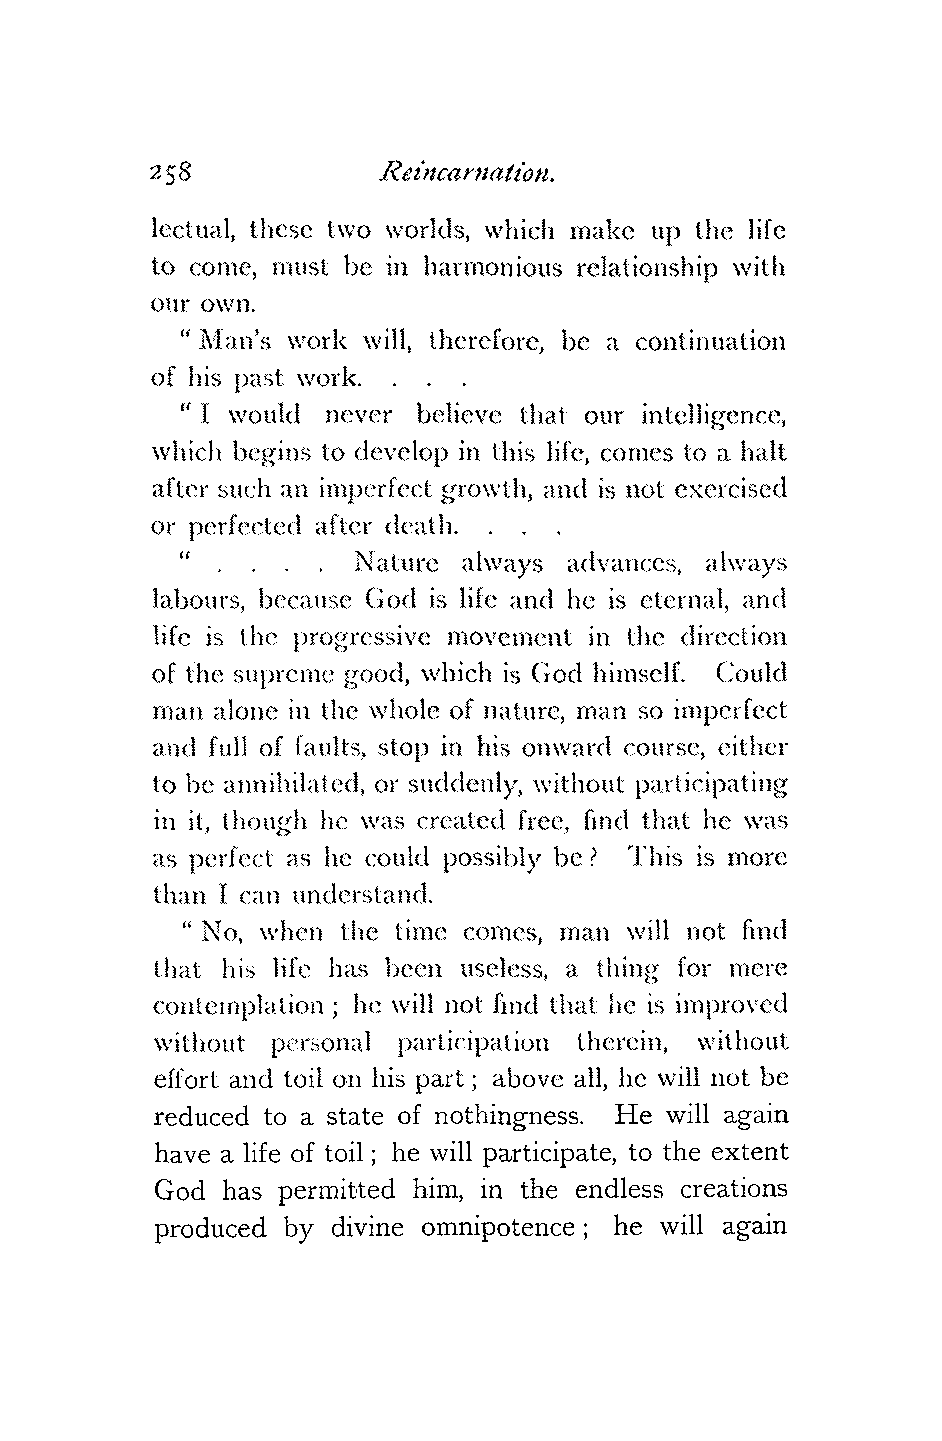 258 Reincarnation.
lectual, these two worlds, which make up the life
to come, must be in harmonious relationship with
our own.
“ Man's work will, therefore, be a continuation
of his past work. . . .
“ I would never believe that our intelligence,
which begins to develop in this life, comes to a halt
after such an imperfect growth, and is not exercised
or perfected after death. . . .
“ . . . . Nature always advances, always
labours, because God is life and he is eternal, and
life is the progressive movement in the direction
of the supreme good, which is God himself. Could
man alone in the whole of nature, man so imperfect
and full of faults, stop in his onward course, either
to be annihilated, or suddenly, without participating
in it, though he was created free, find that he was
as perfect as he could possibly be ? This is more
than I can understand.
“ No, when the time comes, man will not find
that his life has been useless, a thing for mere
contemplation ; he will not find that he is improved
without personal participation therein, without
effort and toil on his part ; above all, he will not be
reduced to a state of nothingness. He will again
have a life of toil ; he will participate, to the extent
God has permitted him, in the endless creations
produced by divine omnipotence ; he will again